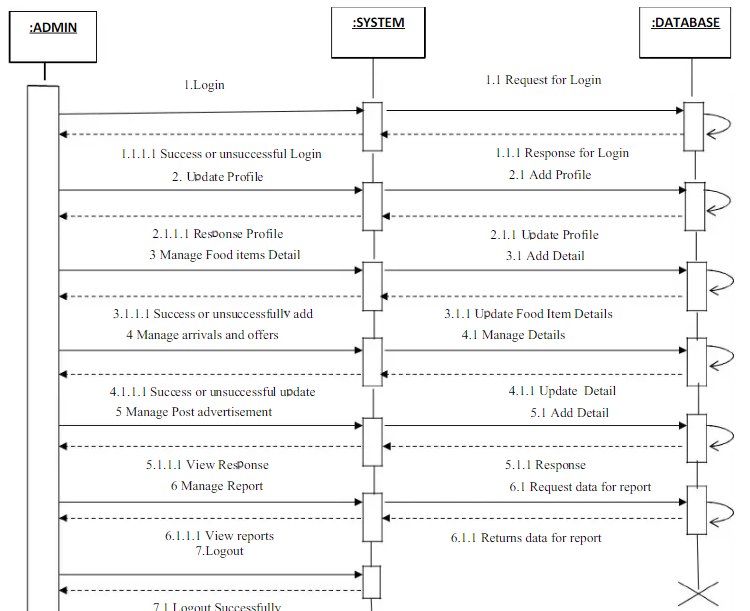 :ADMIN
:SYSTEM
:DATABASE
1.Login
1.1 Request for Login
1.1.1.1 Success or unsuccessful Login
1.1.1 Response for Login
2. Update Profile
2.1 Add Profile
2.1.1.1 Response Profile
2.1.1 Update Profile
3 Manage Food items Detail
3.1 Add Detail
3.1.1.1 Success or unsuccessfully add
3.1.1 Update Food Item Details
4 Manage arrivals and offers
4.1 Manage Details
4.1.1.1 Success or unsuccessful update
4.1.1 Update Detail
5 Manage Post advertisement
5.1 Add Detail
5.1.1.1 View Response
5.1.1 Response
6 Manage Report
6.1 Request data for report
6.1.1.1 View reports
6.1.1 Returns data for report
7.Logout
7.1 Logout Successfully